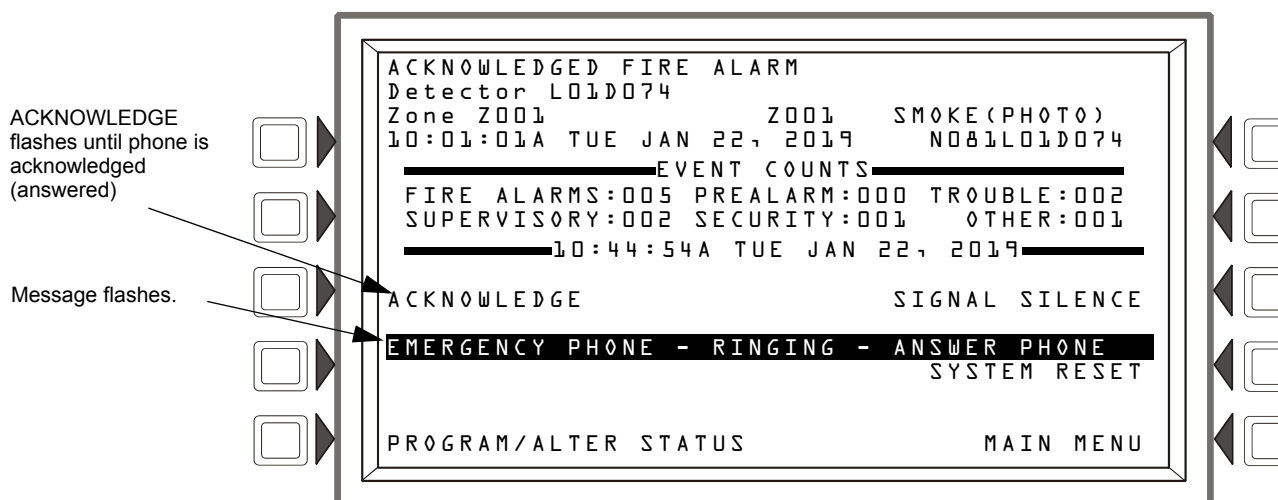 ACKNOWLEDGED FIRE ALARM
Detector L01D074
Zone Z001 Z001 SMOKE(PHOTO)
10:01:01A TUE JAN 22, 2019 N081L01D074
EVENT COUNTS
FIRE ALARMS:005 PREALARM:000 TROUBLE:002
SUPERVISORY:002 SECURITY:001 OTHER:001
10:44:54A TUE JAN 22, 2019
ACKNOWLEDGE SIGNAL SILENCE
EMERGENCY PHONE - RINGING - ANSWER PHONE
SYSTEM RESET
PROGRAM/ALTER STATUS MAIN MENU
ACKNOWLEDGE
flashes until phone is
acknowledged
(answered)
Message flashes.